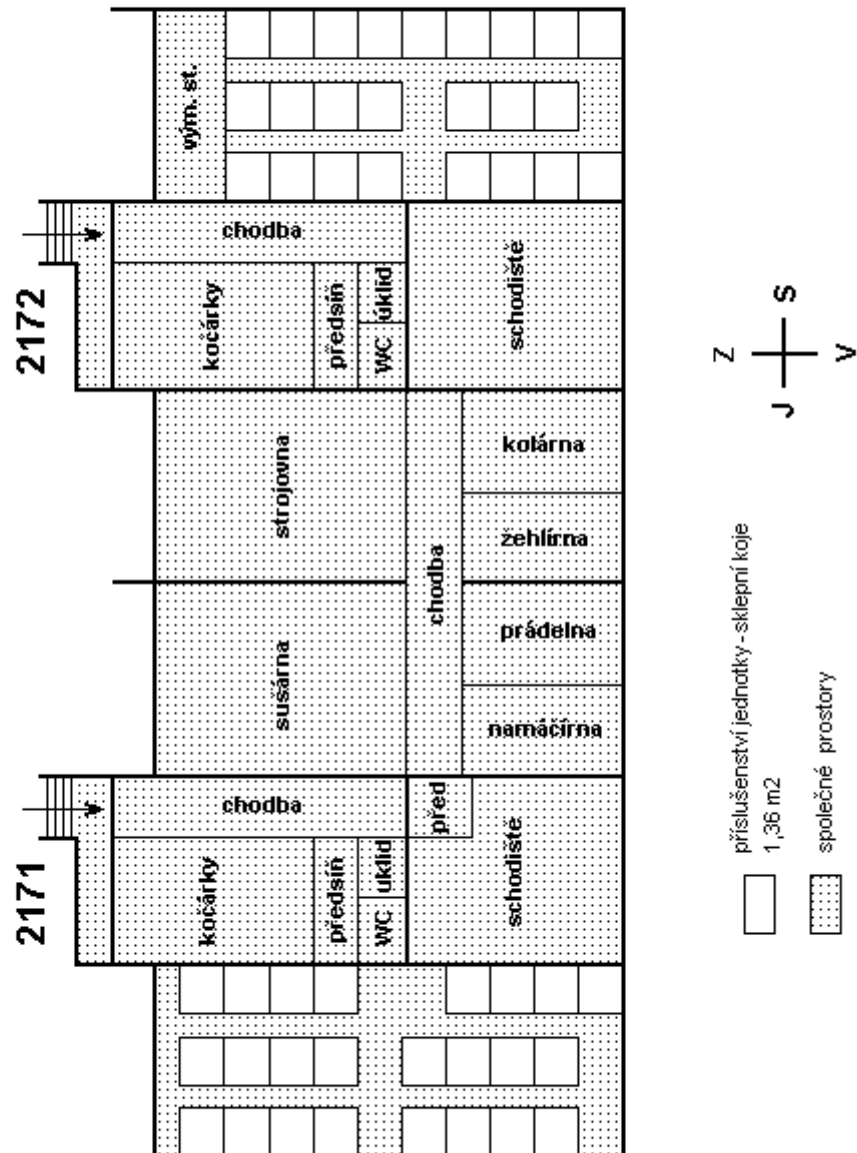 2171
2172
kočárky
předsíň
WC
úklid
chodba
schodiště
před
sušárna
strojovna
chodba
namáčírna
prádelna
žehlírna
kolárna
kočárky
předsíň
WC
úklid
chodba
schodiště
vým. st.
příslušenství jednotky - sklepní koje
1,36 m2
společné prostory
Z
J
S
V